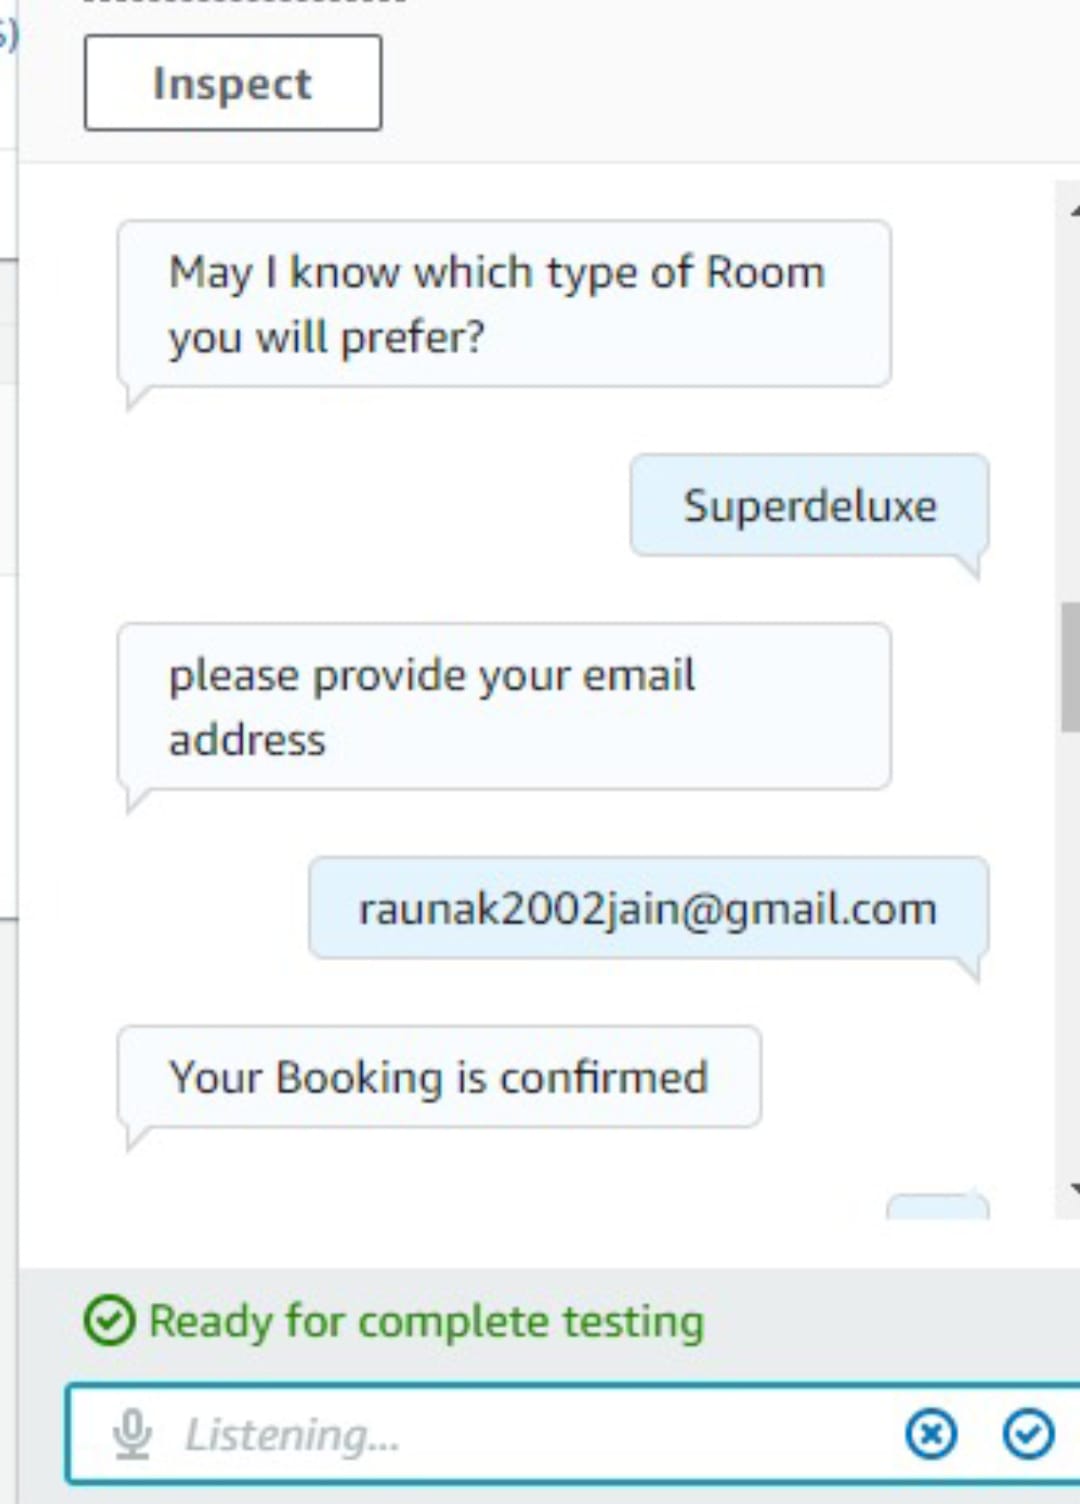 Inspect
May I know which type of Room
you will prefer?
Superdeluxe
please provide your email
address
raunak2002jain@gmail.com
Your Booking is confirmed
Ready for complete testing
Listening...